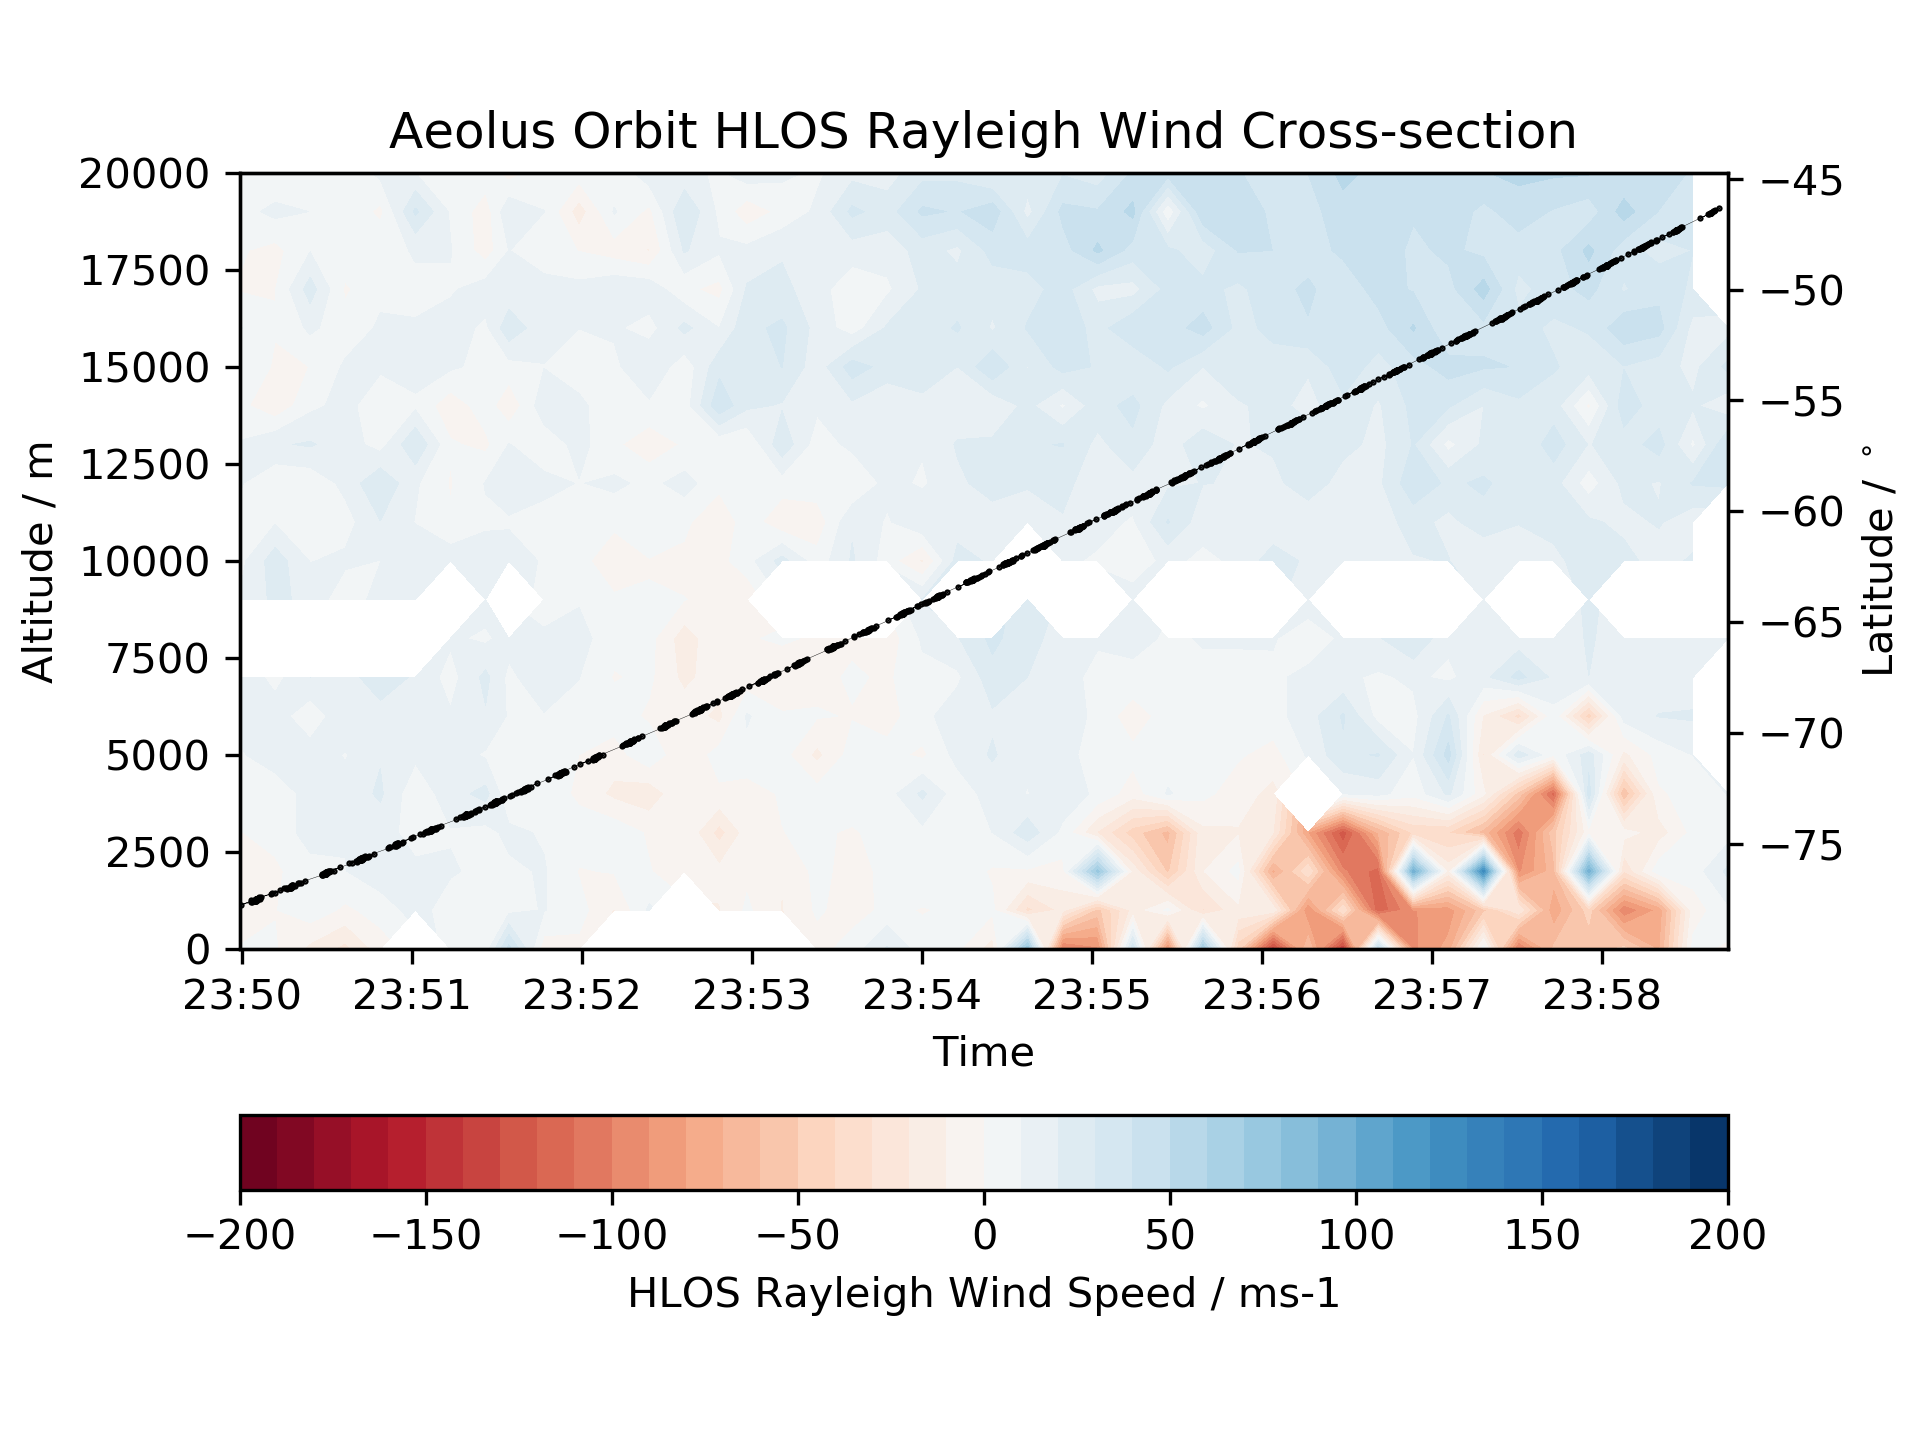 Aeolus Orbit HLOS Rayleigh Wind Cross-section
20000
17500
15000
12500
10000
7500
5000
2500
0
Altitude / m
−45
−50
−55
−60
−65
−70
−75
Latitude / °
23:50 23:51 23:52 23:53 23:54 23:55 23:56 23:57 23:58
Time
−200 −150 −100 −50 0 50 100 150 200
HLOS Rayleigh Wind Speed / ms-1